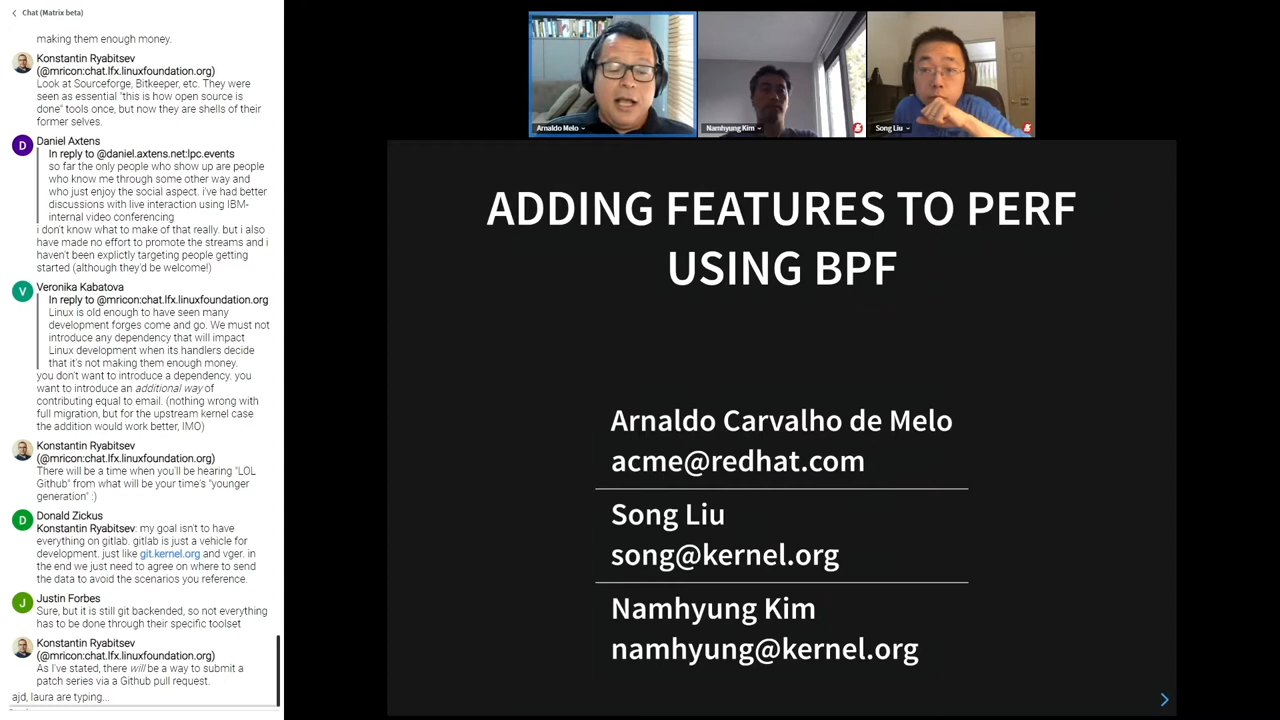 Chat (Matrix beta)
making them enough money.
Konstantin Ryabitsev
(@mricon:chat.lfx.linuxfoundation.org)
Look at Sourceforge, Bitkeeper, etc. They were
seen as essential "this is how open source is
done" tools once, but now they are shells of their
former selves.
D
Daniel Axtens
In reply to @daniel.axtens.net:lpc.events
so far the only people who show up are people
who know me through some other way and
who just enjoy the social aspect. i've had better
discussions with live interaction using IBM-
internal video conferencing
i don't know what to make of that really. but i also
have made no effort to promote the streams and i
haven't been explictly targeting people getting
started (although they'd be welcome!)
V
Veronika Kabatova
In reply to @mricon:chat.lfx.linuxfoundation.org
Linux is old enough to have seen many
development forges come and go. We must not
introduce any dependency that will impact
Linux development when its handlers decide
that it's not making them enough money.
you don't want to introduce a dependency. you
want to introduce an additional way of
contributing equal to email. (nothing wrong with
full migration, but for the upstream kernel case
the addition would work better, IMO)
Konstantin Ryabitsev
(@mricon:chat.lfx.linuxfoundation.org)
There will be a time when you'll be hearing "LOL
Github" from what will be your time's "younger
generation" :)
D
Donald Zickus
Konstantin Ryabitsev: my goal isn't to have
everything on gitlab. gitlab is just a vehicle for
development. just like git.kernel.org and vger. in
the end we just need to agree on where to send
the data to avoid the scenarios you reference.
J
Justin Forbes
Sure, but it is still git backended, so not everything
has to be done through their specific toolset
Konstantin Ryabitsev
(@mricon:chat.lfx.linuxfoundation.org)
As I've stated, there will be a way to submit a
patch series via a Github pull request.
ajd, laura are typing...
Arnaldo Melo
Namhyung Kim
Song Liu
ADDING FEATURES TO PERF
USING BPF
Arnaldo Carvalho de Melo
acme@redhat.com
Song Liu
song@kernel.org
Namhyung Kim
namhyung@kernel.org